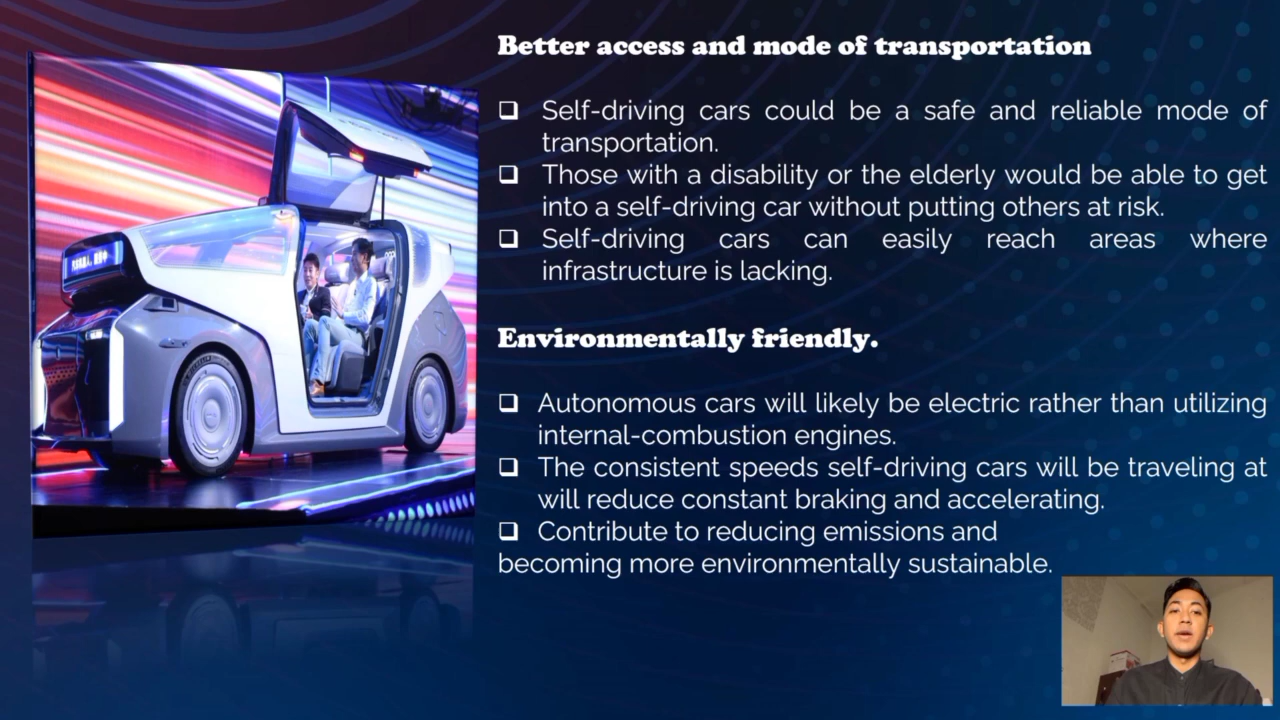 Better access and mode of transportation
❑ Self-driving cars could be a safe and reliable mode of
transportation.
❑ Those with a disability or the elderly would be able to get
into a self-driving car without putting others at risk.
❑ Self-driving cars can easily reach areas where
infrastructure is lacking.
Environmentally friendly.
❑ Autonomous cars will likely be electric rather than utilizing
internal-combustion engines.
❑ The consistent speeds self-driving cars will be traveling at
will reduce constant braking and accelerating.
❑ Contribute to reducing emissions and
becoming more environmentally sustainable.